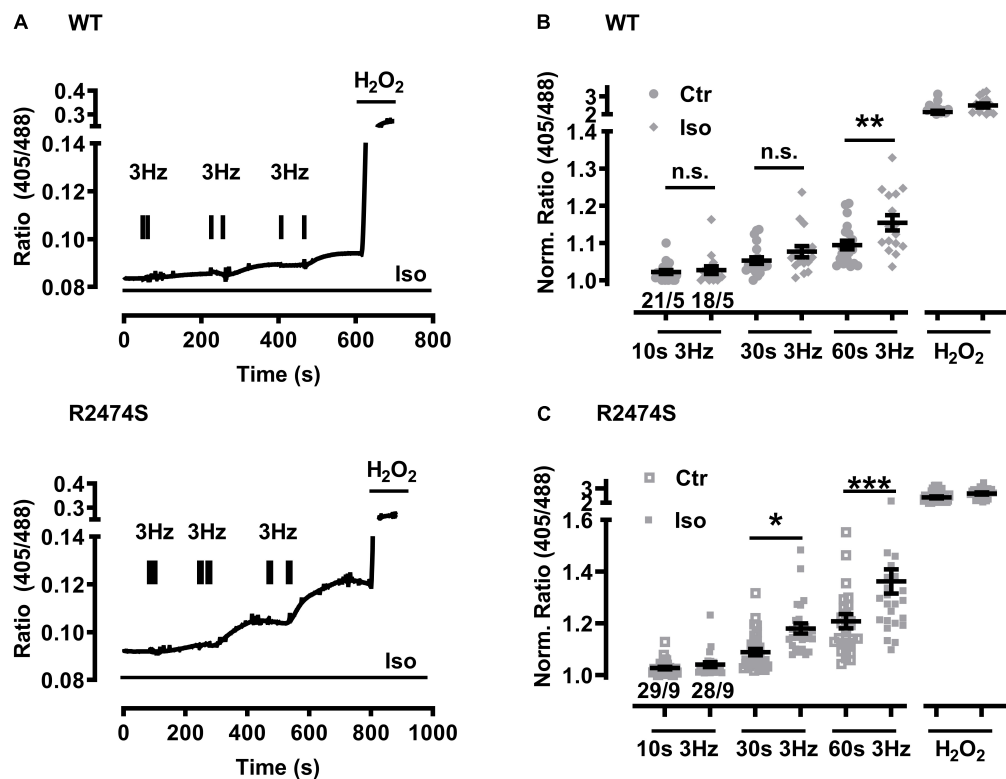 A WT
Ratio (405/488)
0.4
0.3
0.14
0.12
0.10
0.08
H2O2
3Hz 3Hz 3Hz
Iso
0 200 400 600 800
Time (s)
R2474S
Ratio (405/488)
0.4
0.3
0.14
0.12
0.10
0.08
H2O2
3Hz 3Hz 3Hz
Iso
0 200 400 600 800 1000
Time (s)
B WT
Norm. Ratio (405/488)
3
2
1.4
1.3
1.2
1.1
1.0
Ctr
Iso
n.s. n.s. **
21/5 18/5
10s 3Hz 30s 3Hz 60s 3Hz H2O2
C R2474S
Norm. Ratio (405/488)
3
2
1.6
1.4
1.2
1.0
Ctr
Iso
* ***
29/9 28/9
10s 3Hz 30s 3Hz 60s 3Hz H2O2